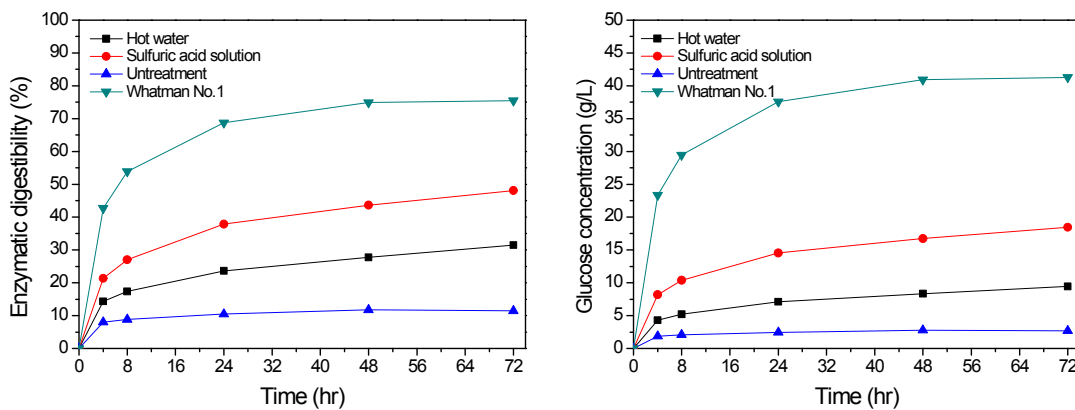 Enzymatic digestibility (%)
100
90
80
70
60
50
40
30
20
10
0
Hot water
Sulfuric acid solution
Untreatment
Whatman No.1
0 8 16 24 32 40 48 56 64 72
Time (hr)
Glucose concentration (g/L)
50
45
40
35
30
25
20
15
10
5
0
Hot water
Sulfuric acid solution
Untreatment
Whatman No.1
0 8 16 24 32 40 48 56 64 72
Time (hr)